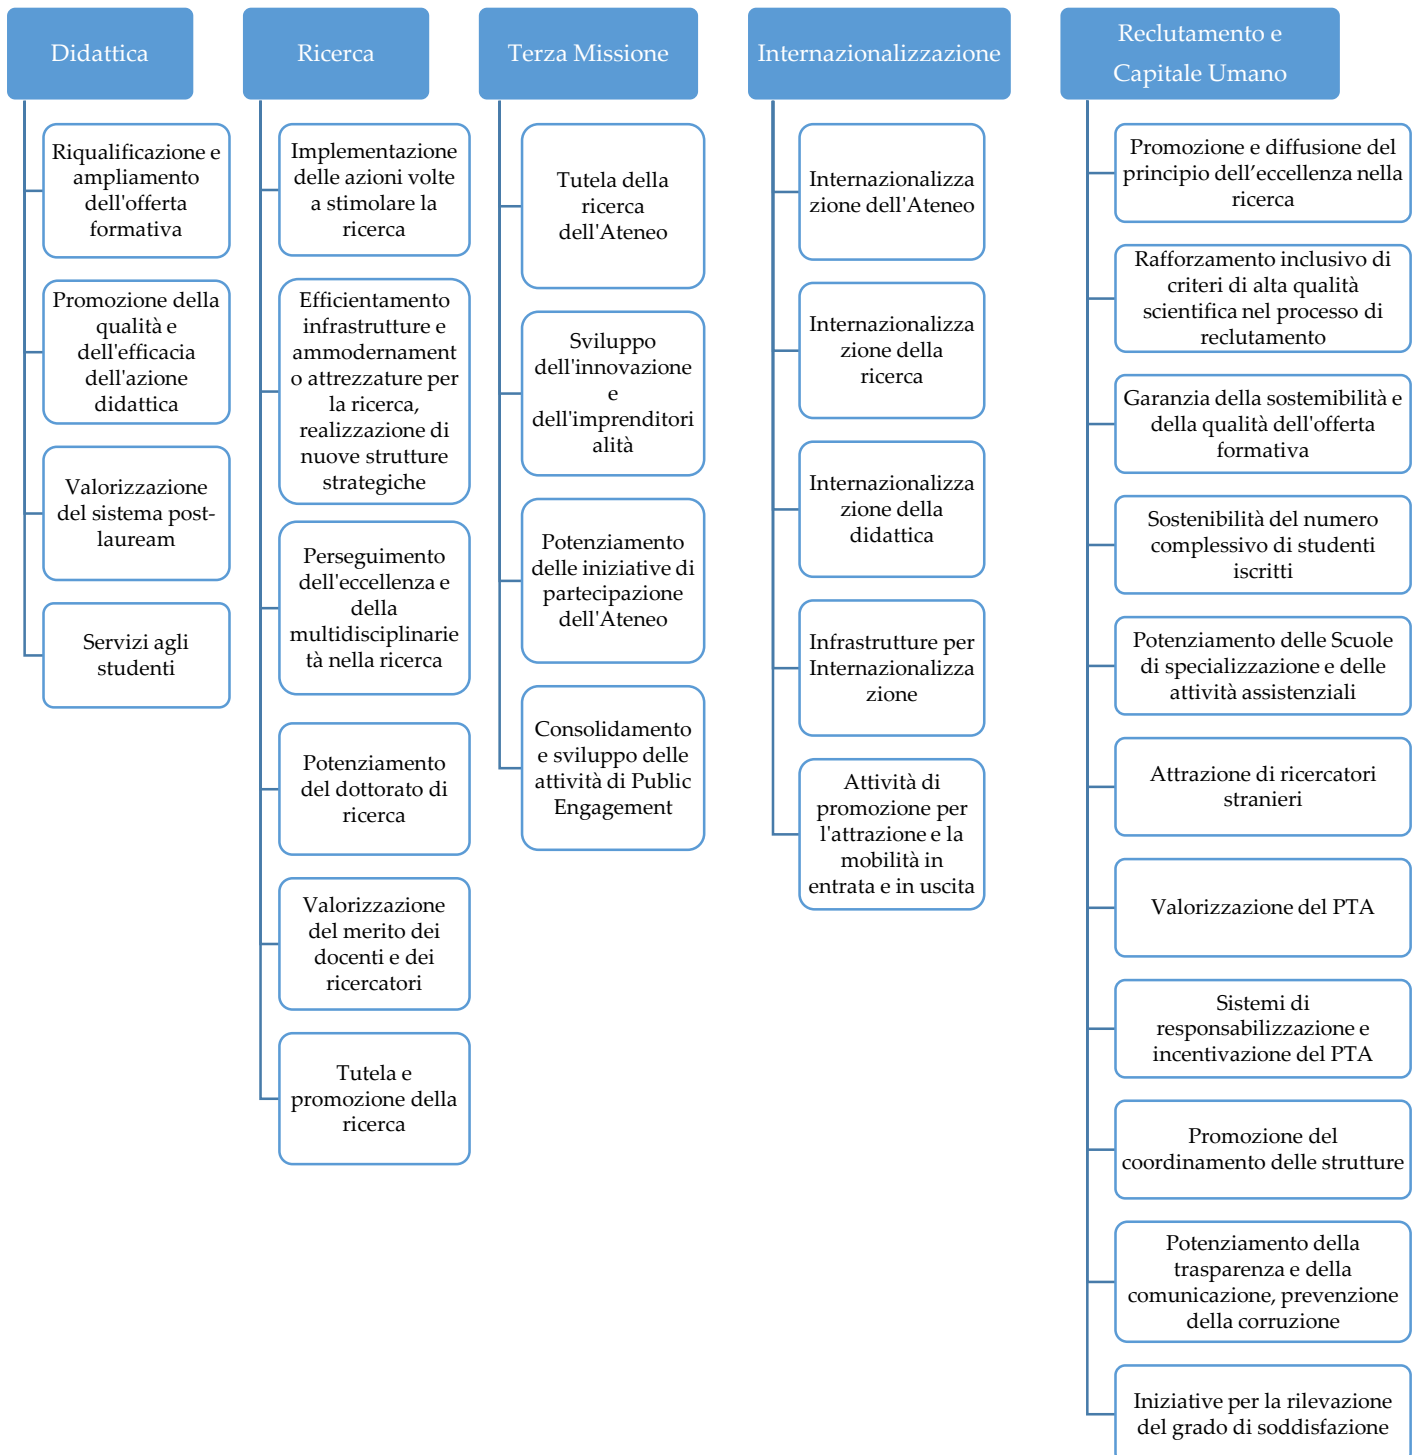 Didattica
Riqualificazione e
ampliamento
dell'offerta
formativa
Promozione della
qualità e
dell'efficacia
dell'azione
didattica
Valorizzazione
del sistema post-
lauream
Servizi agli
studenti
Ricerca
Implementazione
delle azioni volte
a stimolare la
ricerca
Efficientamento
infrastrutture e
ammodernament
o attrezzature per
la ricerca,
realizzazione di
nuove strutture
strategiche
Perseguimento
dell'eccellenza e
della
multidisciplinarie
tà nella ricerca
Potenziamento
del dottorato di
ricerca
Valorizzazione
del merito dei
docenti e dei
ricercatori
Tutela e
promozione della
ricerca
Terza Missione
Tutela della
ricerca
dell'Ateneo
Sviluppo
dell'innovazione
e
dell'imprenditori
alità
Potenziamento
delle iniziative di
partecipazione
dell'Ateneo
Consolidamento
e sviluppo delle
attività di Public
Engagement
Internazionalizzazione
Internazionalizza
zione dell'Ateneo
Internazionalizza
zione della
ricerca
Internazionalizza
zione della
didattica
Infrastrutture per
Internazionalizza
zione
Attività di
promozione per
l'attrazione e la
mobilità in
entrata e in uscita
Reclutamento e
Capitale Umano
Promozione e diffusione del
principio dell’eccellenza nella
ricerca
Rafforzamento inclusivo di
criteri di alta qualità
scientifica nel processo di
reclutamento
Garanzia della sostemibilità e
della qualità dell'offerta
formativa
Sostenibilità del numero
complessivo di studenti
iscritti
Potenziamento delle Scuole
di specializzazione e delle
attività assistenziali
Attrazione di ricercatori
stranieri
Valorizzazione del PTA
Sistemi di
responsabilizzazione e
incentivazione del PTA
Promozione del
coordinamento delle strutture
Potenziamento della
trasparenza e della
comunicazione, prevenzione
della corruzione
Iniziative per la rilevazione
del grado di soddisfazione